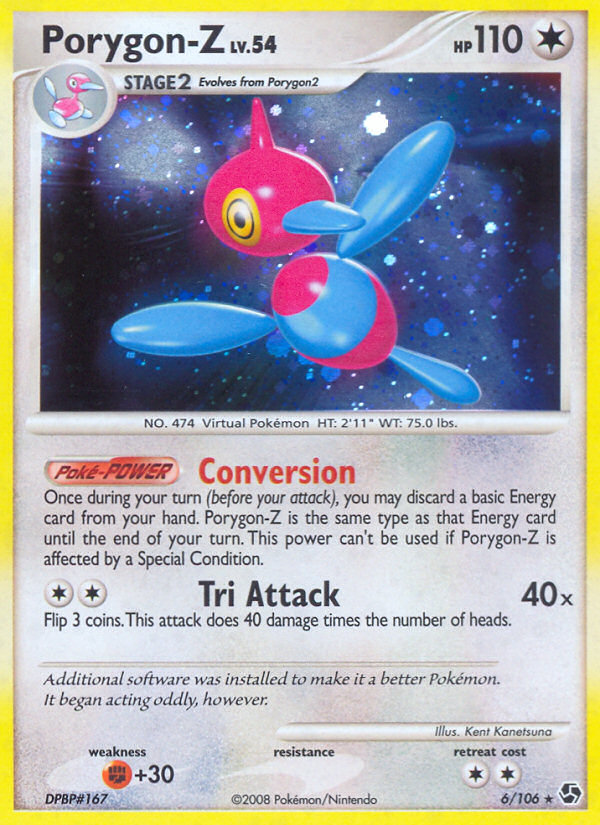 Porygon-Z LV.54 HP 110
STAGE2 Evolves from Porygon2
NO. 474 Virtual Pokémon HT: 2'11" WT: 75.0 lbs.
Poké-POWER Conversion
Once during your turn (before your attack), you may discard a basic Energy
card from your hand. Porygon-Z is the same type as that Energy card
until the end of your turn. This power can't be used if Porygon-Z is
affected by a Special Condition.
Tri Attack 40x
Flip 3 coins. This attack does 40 damage times the number of heads.
Additional software was installed to make it a better Pokémon.
It began acting oddly, however.
Illus. Kent Kanetsuna
weakness resistance retreat cost
+30
DPBP#167 ©2008 Pokémon/Nintendo 6/106 ★